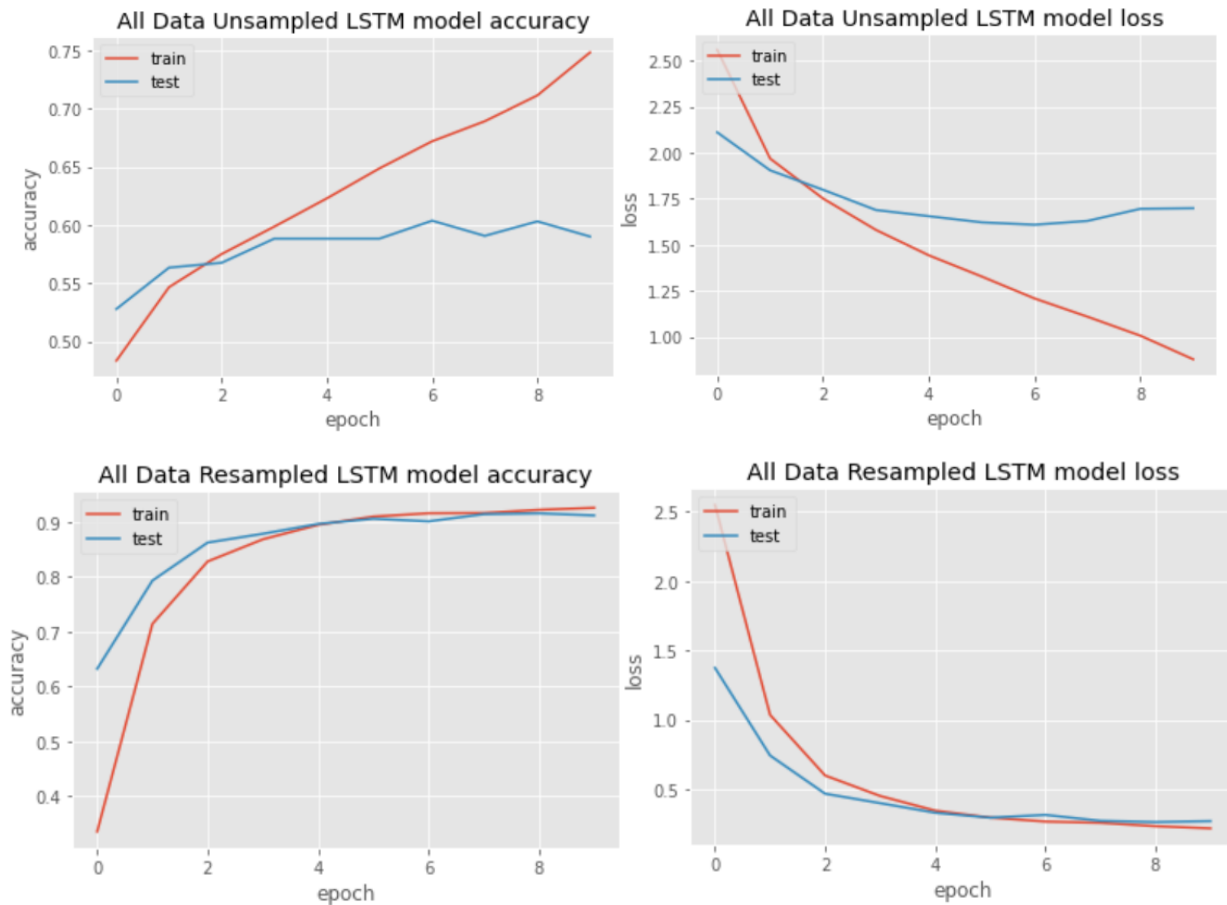 All Data Unsampled LSTM model accuracy
train
test
0.75
0.70
0.65
0.60
0.55
0.50
accuracy
0
2
4
6
8
epoch
All Data Unsampled LSTM model loss
train
test
2.50
2.25
2.00
1.75
1.50
1.25
1.00
loss
0
2
4
6
8
epoch
All Data Resampled LSTM model accuracy
train
test
0.9
0.8
0.7
0.6
0.5
0.4
accuracy
0
2
4
6
8
epoch
All Data Resampled LSTM model loss
train
test
2.5
2.0
1.5
1.0
0.5
loss
0
2
4
6
8
epoch